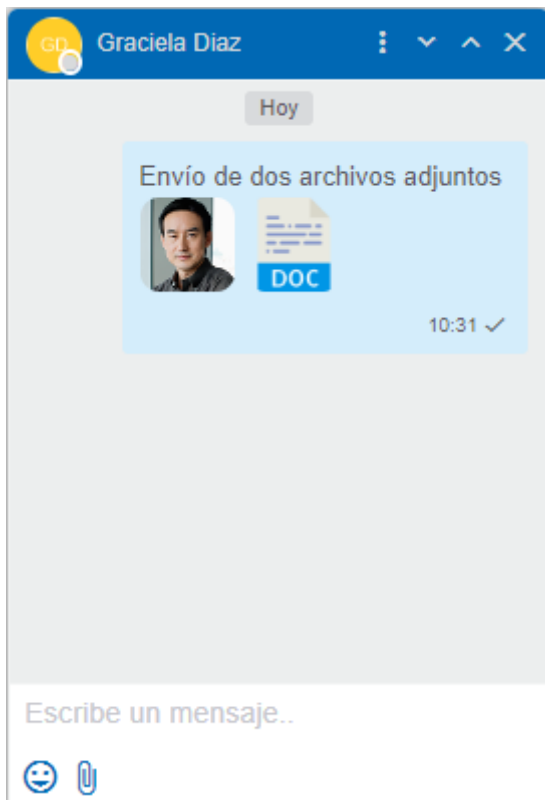 GD
Graciela Diaz
Hoy
Envío de dos archivos adjuntos
DOC
10:31
Escribe un mensaje..